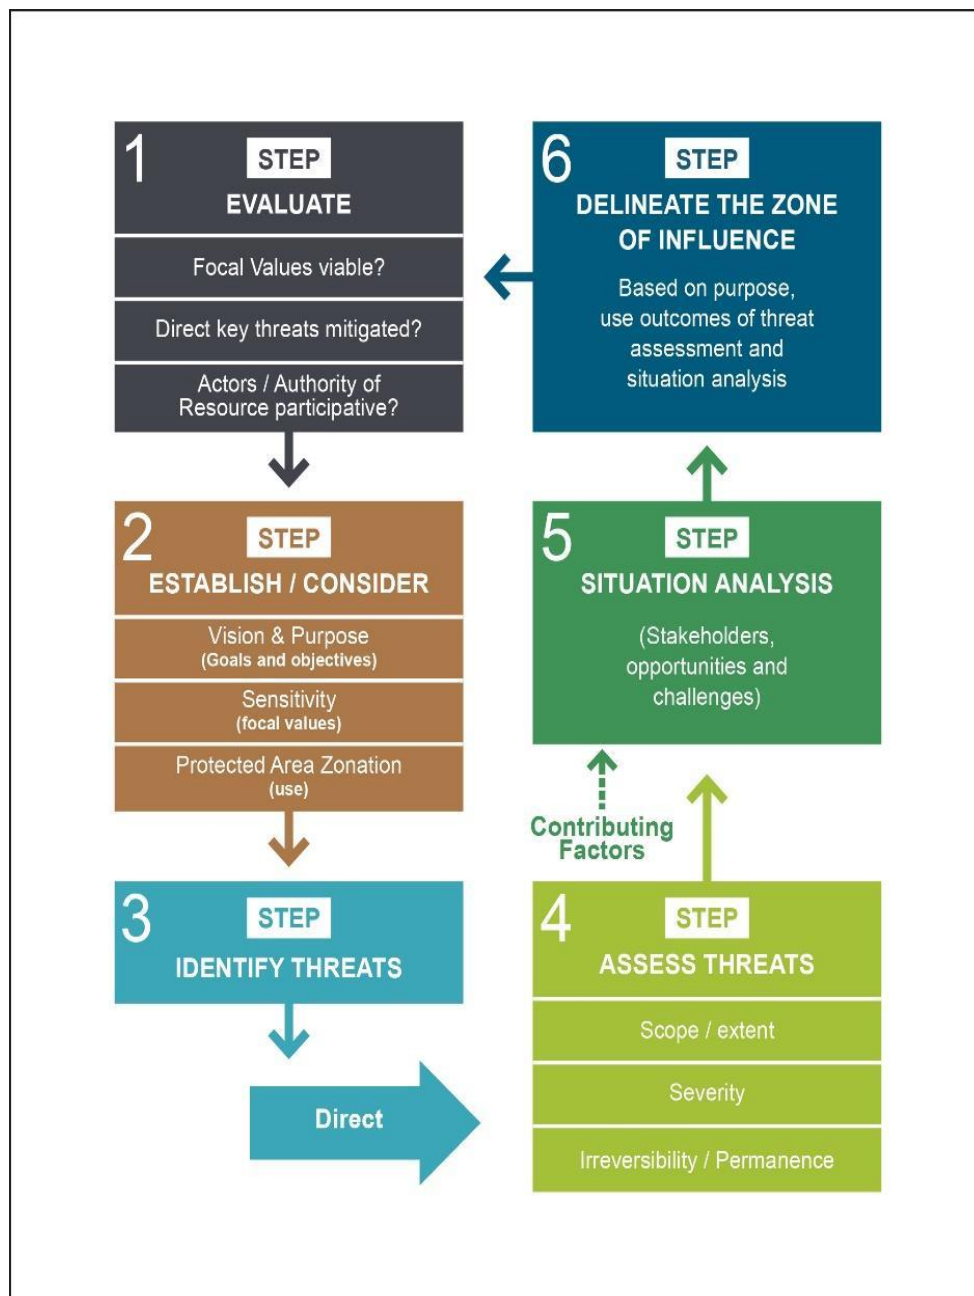 1
STEP
EVALUATE
Focal Values viable?
Direct key threats mitigated?
Actors / Authority of
Resource participative?
2
STEP
ESTABLISH / CONSIDER
Vision & Purpose
(Goals and objectives)
Sensitivity
(focal values)
Protected Area Zonation
(use)
3
STEP
IDENTIFY THREATS
Direct
4
STEP
ASSESS THREATS
Scope / extent
Severity
Irreversibility / Permanence
Contributing
Factors
5
STEP
SITUATION ANALYSIS
(Stakeholders,
opportunities and
challenges)
6
STEP
DELINEATE THE ZONE
OF INFLUENCE
Based on purpose,
use outcomes of threat
assessment and
situation analysis